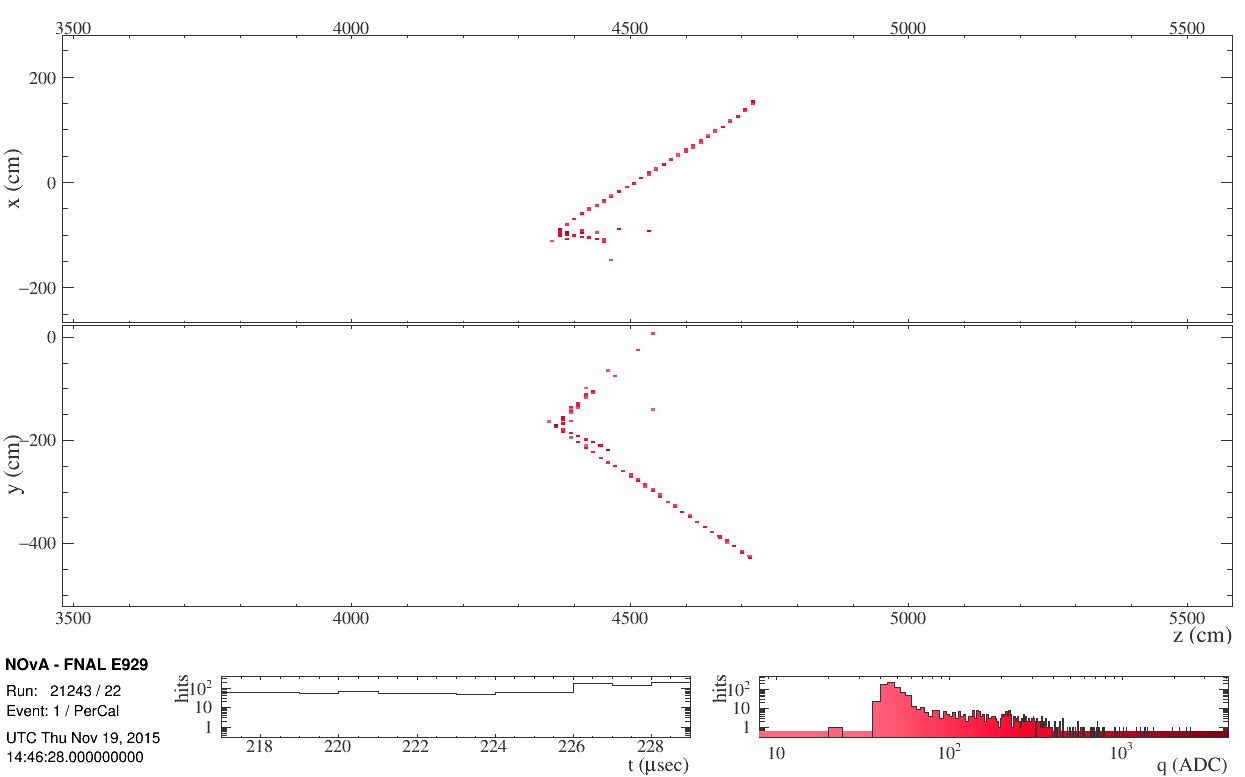 3500 4000 4500 5000 5500
200
0
−200
x (cm)
0
−200
−400
y (cm)
3500 4000 4500 5000 5500
z (cm)
NOvA - FNAL E929
Run: 21243 / 22
Event: 1 / PerCal
UTC Thu Nov 19, 2015
14:46:28.000000000
hits
10²
10
1
218 220 222 224 226 228
t (μsec)
hits
10²
10
1
10 10² 10³
q (ADC)